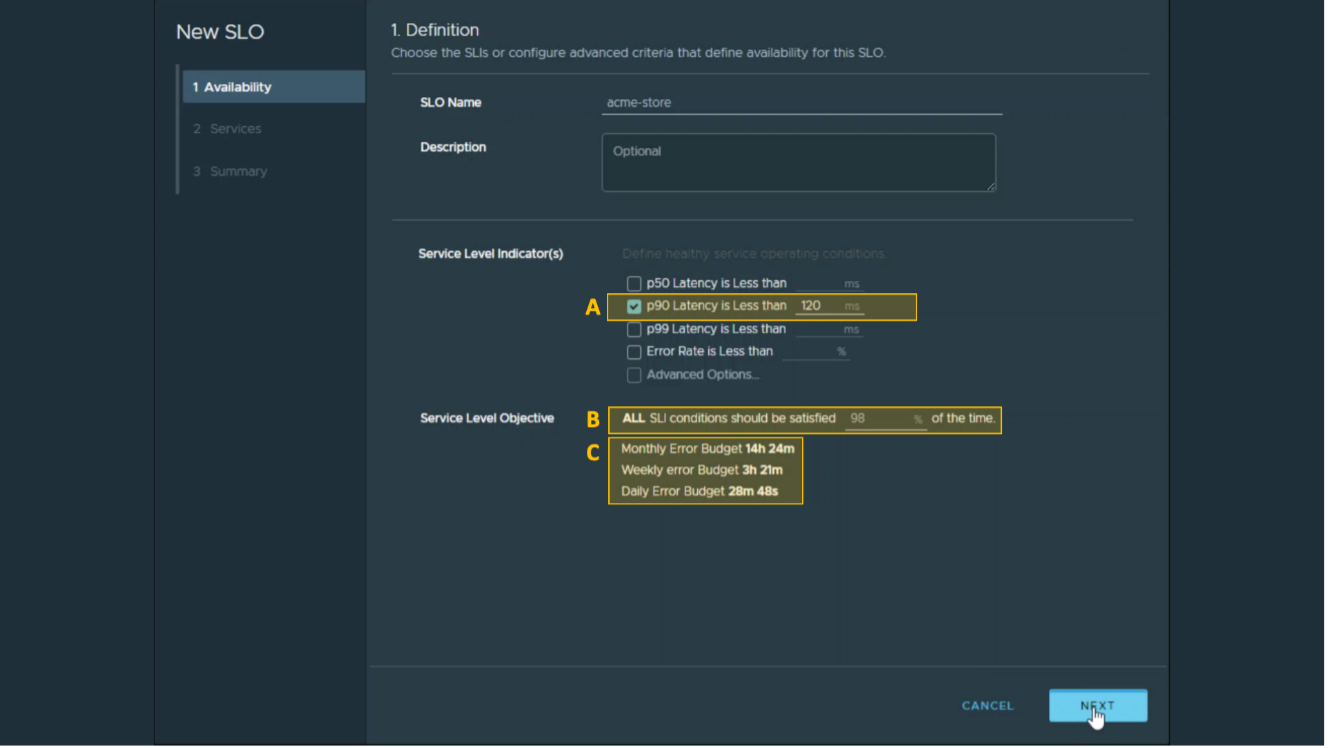 New SLO
1 Availability
2 Services
3 Summary
1. Definition
Choose the SLIs or configure advanced criteria that define availability for this SLO.
SLO Name acme-store
Description Optional
Service Level Indicator(s) Define healthy service operating conditions.
p50 Latency is Less than ms
A p90 Latency is Less than 120 ms
p99 Latency is Less than ms
Error Rate is Less than %
Advanced Options...
Service Level Objective B ALL SLI conditions should be satisfied 98 % of the time.
C Monthly Error Budget 14h 24m
Weekly error Budget 3h 21m
Daily Error Budget 28m 48s
CANCEL NEXT